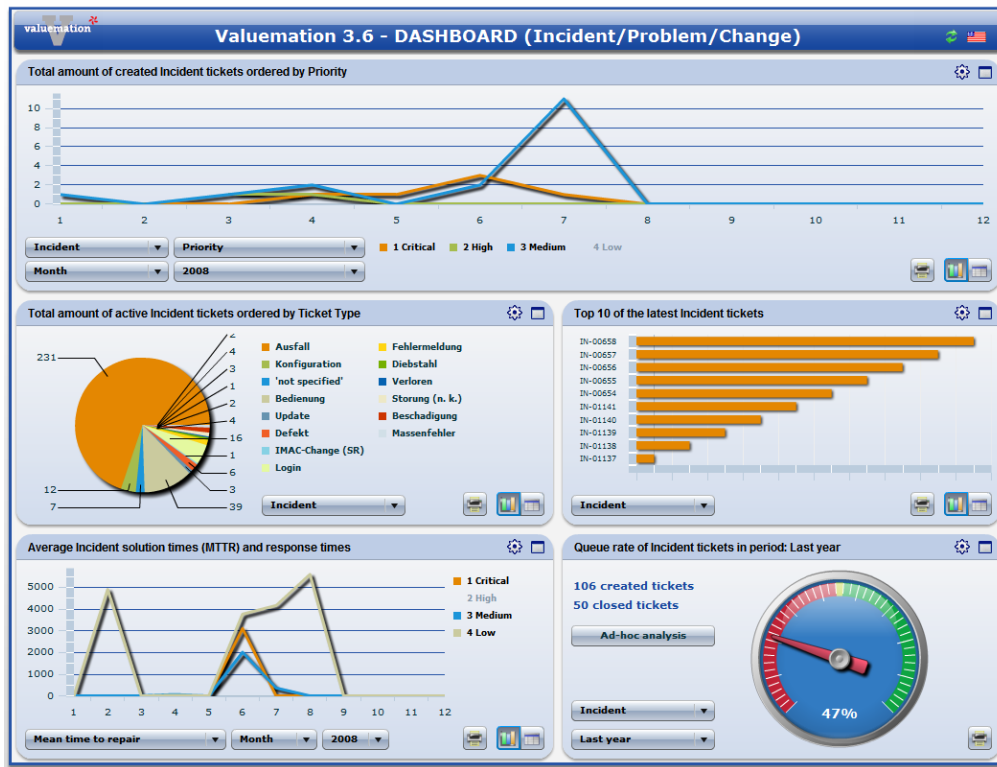 valuemation
Valuemation 3.6 - DASHBOARD (Incident/Problem/Change)
Total amount of created Incident tickets ordered by Priority
10
8
6
4
2
0
1 2 3 4 5 6 7 8 9 10 11 12
Incident Priority 1 Critical 2 High 3 Medium 4 Low
Month 2008
Total amount of active Incident tickets ordered by Ticket Type
231
2
4
3
1
2
4
16
1
6
3
39
7
12
Ausfall Fehlermeldung
Konfiguration Diebstahl
'not specified' Verloren
Bedienung Storung (n. k.)
Update Beschadigung
Defekt Massenfehler
IMAC-Change (SR)
Login
Incident
Top 10 of the latest Incident tickets
IN-00658
IN-00657
IN-00656
IN-00655
IN-00654
IN-01141
IN-01140
IN-01139
IN-01138
IN-01137
Incident
Average Incident solution times (MTTR) and response times
5000
4000
3000
2000
1000
0
1 2 3 4 5 6 7 8 9 10 11 12
1 Critical
2 High
3 Medium
4 Low
Mean time to repair Month 2008
Queue rate of Incident tickets in period: Last year
106 created tickets
50 closed tickets
Ad-hoc analysis
47%
Incident
Last year